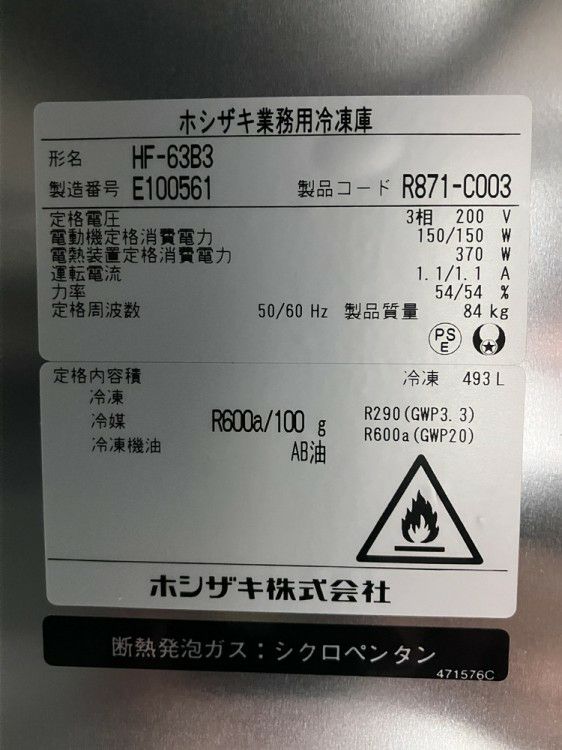 ホシザキ業務用冷凍庫
形名 HF-63B3
製造番号 E100561 製品コード R871-C003
定格電圧 3相 200 V
電動機定格消費電力 150/150 W
電熱装置定格消費電力 370 W
運転電流 1.1/1.1 A
力率 54/54 %
定格周波数 50/60 Hz 製品質量 84 kg
PS
E
定格内容積 冷凍 493 L
冷凍
冷媒 R600a/100 g R290(GWP3.3)
R600a(GWP20)
冷凍機油 AB油
ホシザキ株式会社
断熱発泡ガス：シクロペンタン
471576C